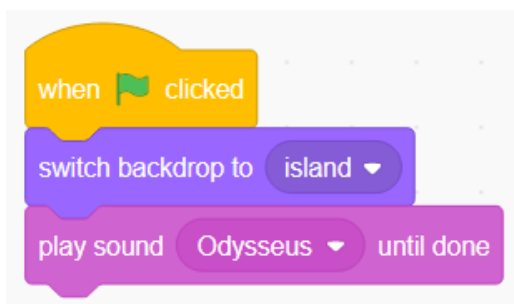 when clicked
switch backdrop to island
play sound Odysseus until done